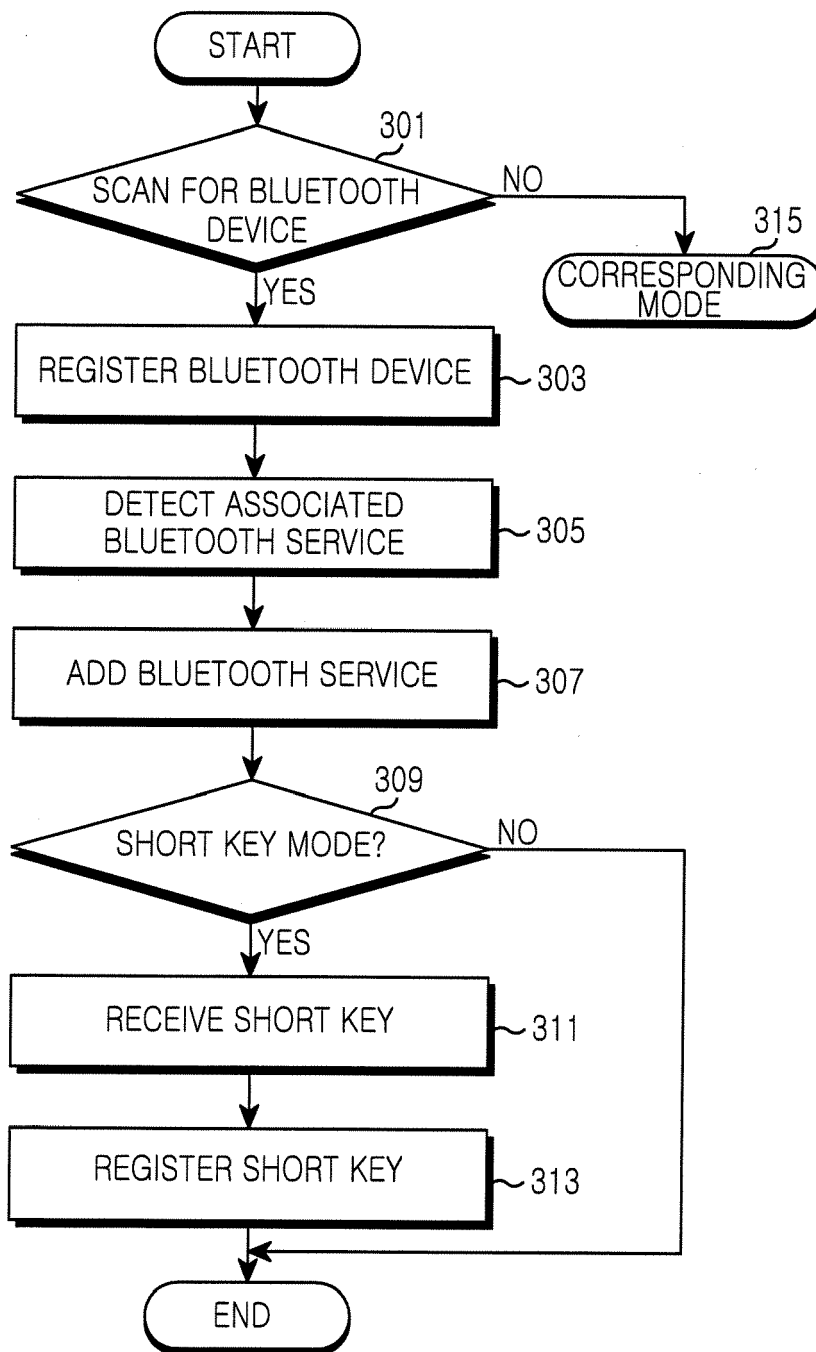 START
301
SCAN FOR BLUETOOTH
DEVICE
NO
315
CORRESPONDING
MODE
YES
REGISTER BLUETOOTH DEVICE
303
DETECT ASSOCIATED
BLUETOOTH SERVICE
305
ADD BLUETOOTH SERVICE
307
309
SHORT KEY MODE?
NO
YES
RECEIVE SHORT KEY
311
REGISTER SHORT KEY
313
END